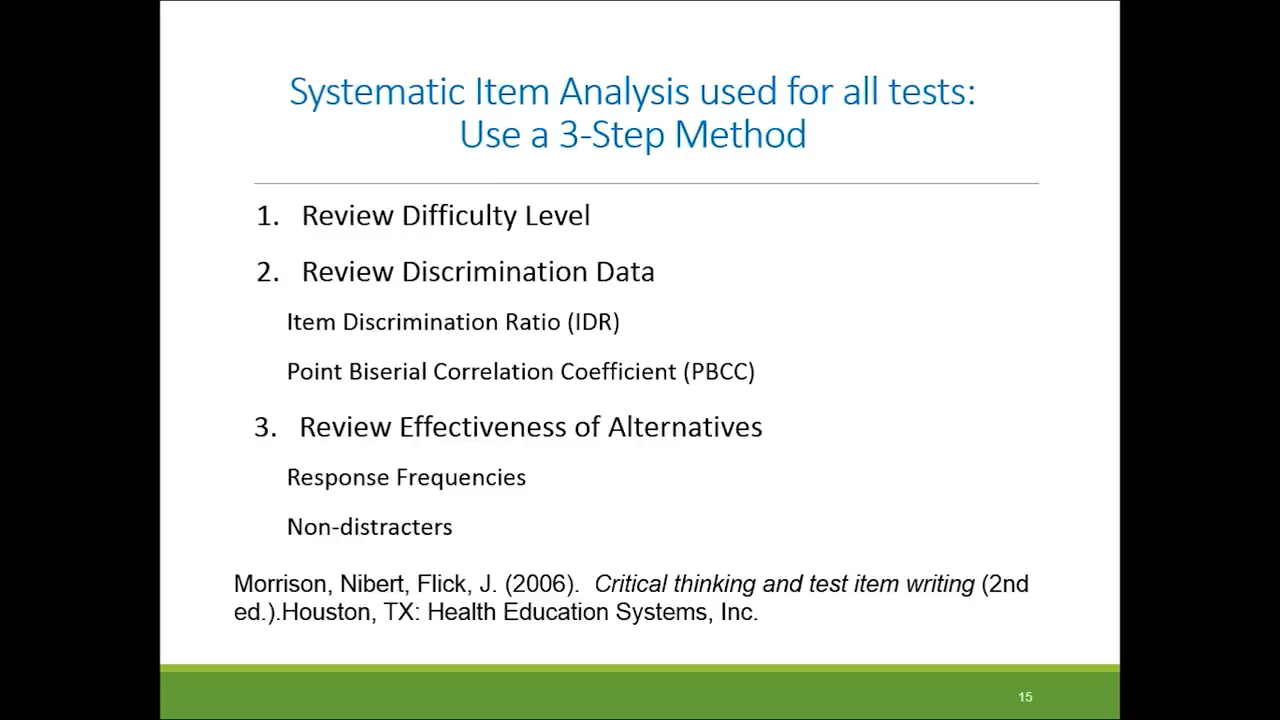 Systematic Item Analysis used for all tests:
Use a 3-Step Method
1. Review Difficulty Level
2. Review Discrimination Data
Item Discrimination Ratio (IDR)
Point Biserial Correlation Coefficient (PBCC)
3. Review Effectiveness of Alternatives
Response Frequencies
Non-distracters
Morrison, Nibert, Flick, J. (2006). Critical thinking and test item writing (2nd
ed.).Houston, TX: Health Education Systems, Inc.
15